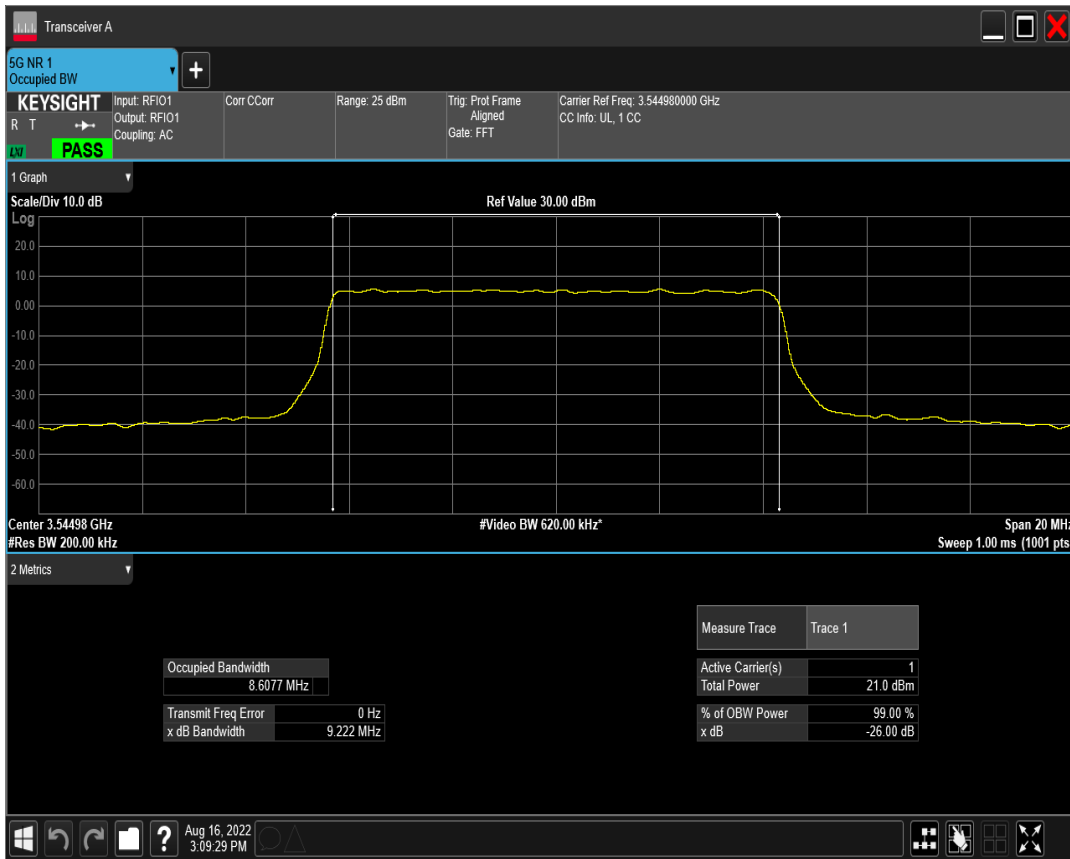 Transceiver A
5G NR 1
Occupied BW
+
KEYSIGHT
R T
LXI
PASS
Input: RFIO1
Output: RFIO1
Coupling: AC
Corr CCorr
Range: 25 dBm
Trig: Prot Frame
Aligned
Gate: FFT
Carrier Ref Freq: 3.544980000 GHz
CC Info: UL, 1 CC
1 Graph
Scale/Div 10.0 dB
Ref Value 30.00 dBm
Log
20.0
10.0
0.00
-10.0
-20.0
-30.0
-40.0
-50.0
-60.0
Center 3.54498 GHz
#Video BW 620.00 kHz*
Span 20 MHz
#Res BW 200.00 kHz
Sweep 1.00 ms (1001 pts
2 Metrics
Measure Trace Trace 1
Occupied Bandwidth
8.6077 MHz
Active Carrier(s) 1
Total Power 21.0 dBm
Transmit Freq Error 0 Hz
x dB Bandwidth 9.222 MHz
% of OBW Power 99.00 %
x dB -26.00 dB
?
Aug 16, 2022
3:09:29 PM